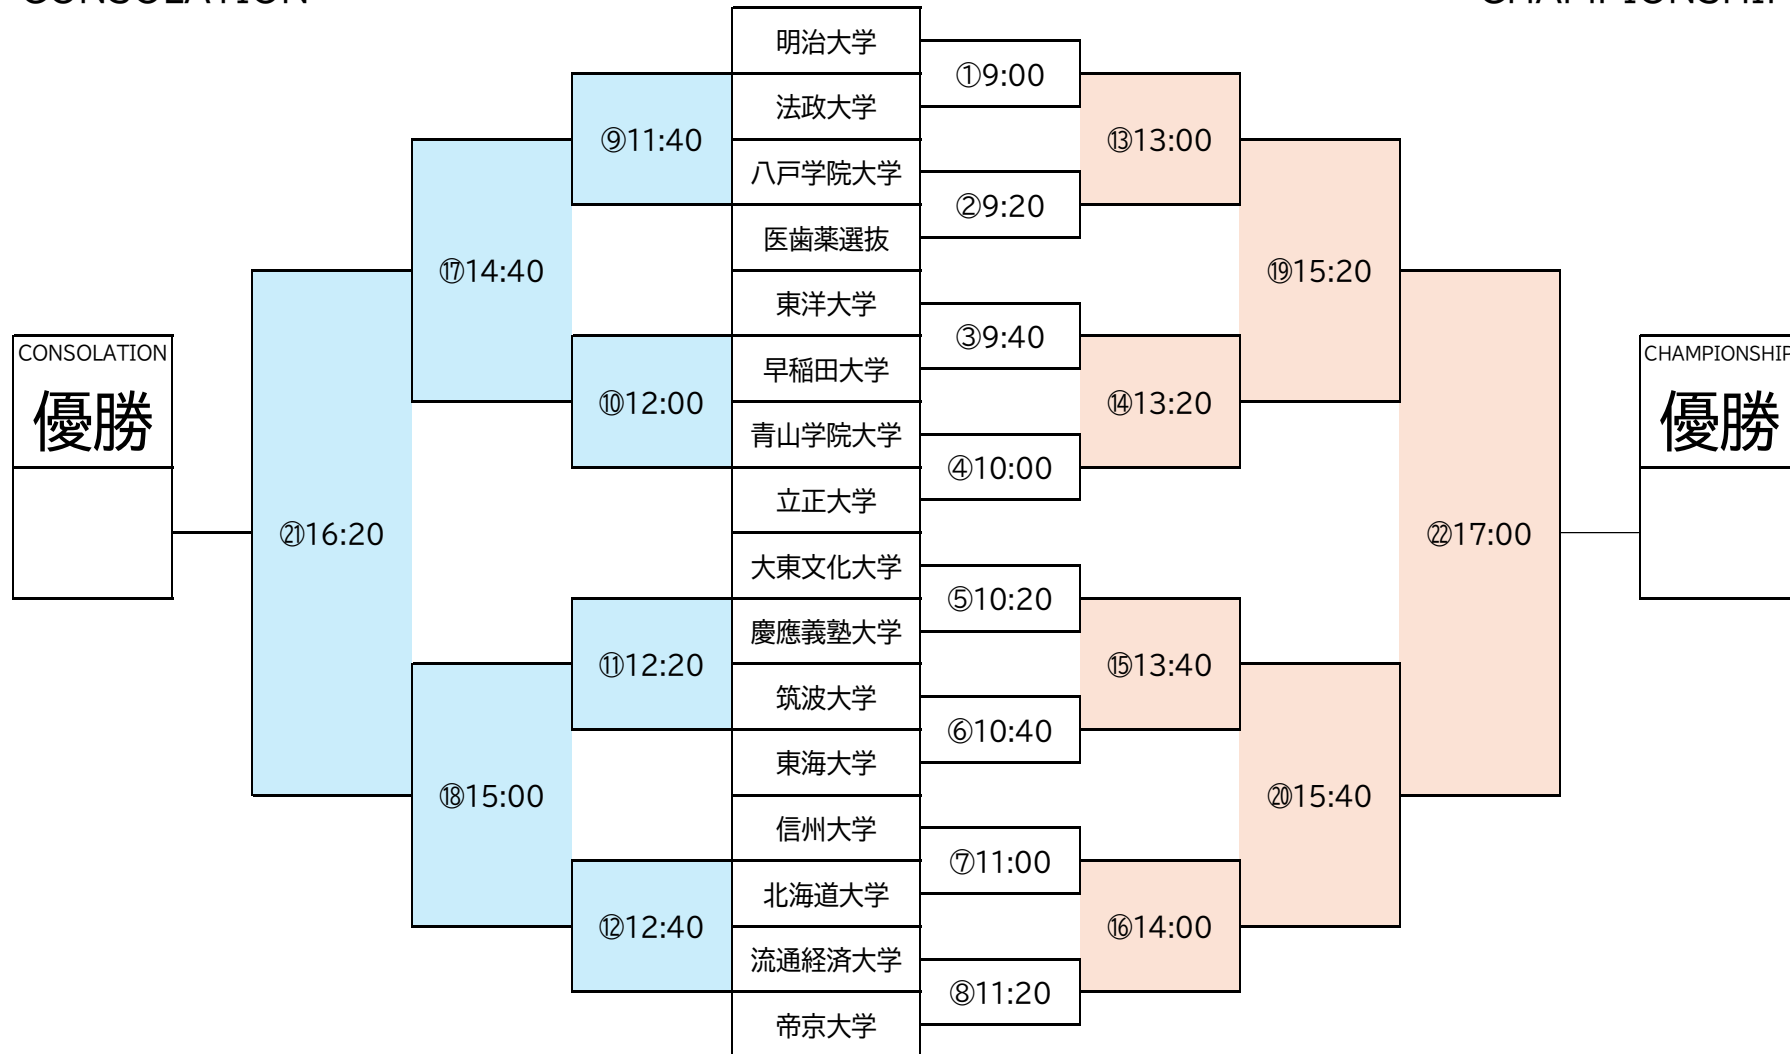 CONSOLATION
CHAMPIONSHIP
明治大学
①9:00
法政大学
⑨11:40
⑬13:00
八戸学院大学
②9:20
医歯薬選抜
⑰14:40
⑲15:20
東洋大学
③9:40
CONSOLATION
CHAMPIONSHIP
早稲田大学
優勝
⑩12:00
⑭13:20
優勝
青山学院大学
④10:00
立正大学
㉑16:20
㉒17:00
大東文化大学
⑤10:20
慶應義塾大学
⑪12:20
⑮13:40
筑波大学
⑥10:40
東海大学
⑱15:00
⑳15:40
信州大学
⑦11:00
北海道大学
⑫12:40
⑯14:00
流通経済大学
⑧11:20
帝京大学